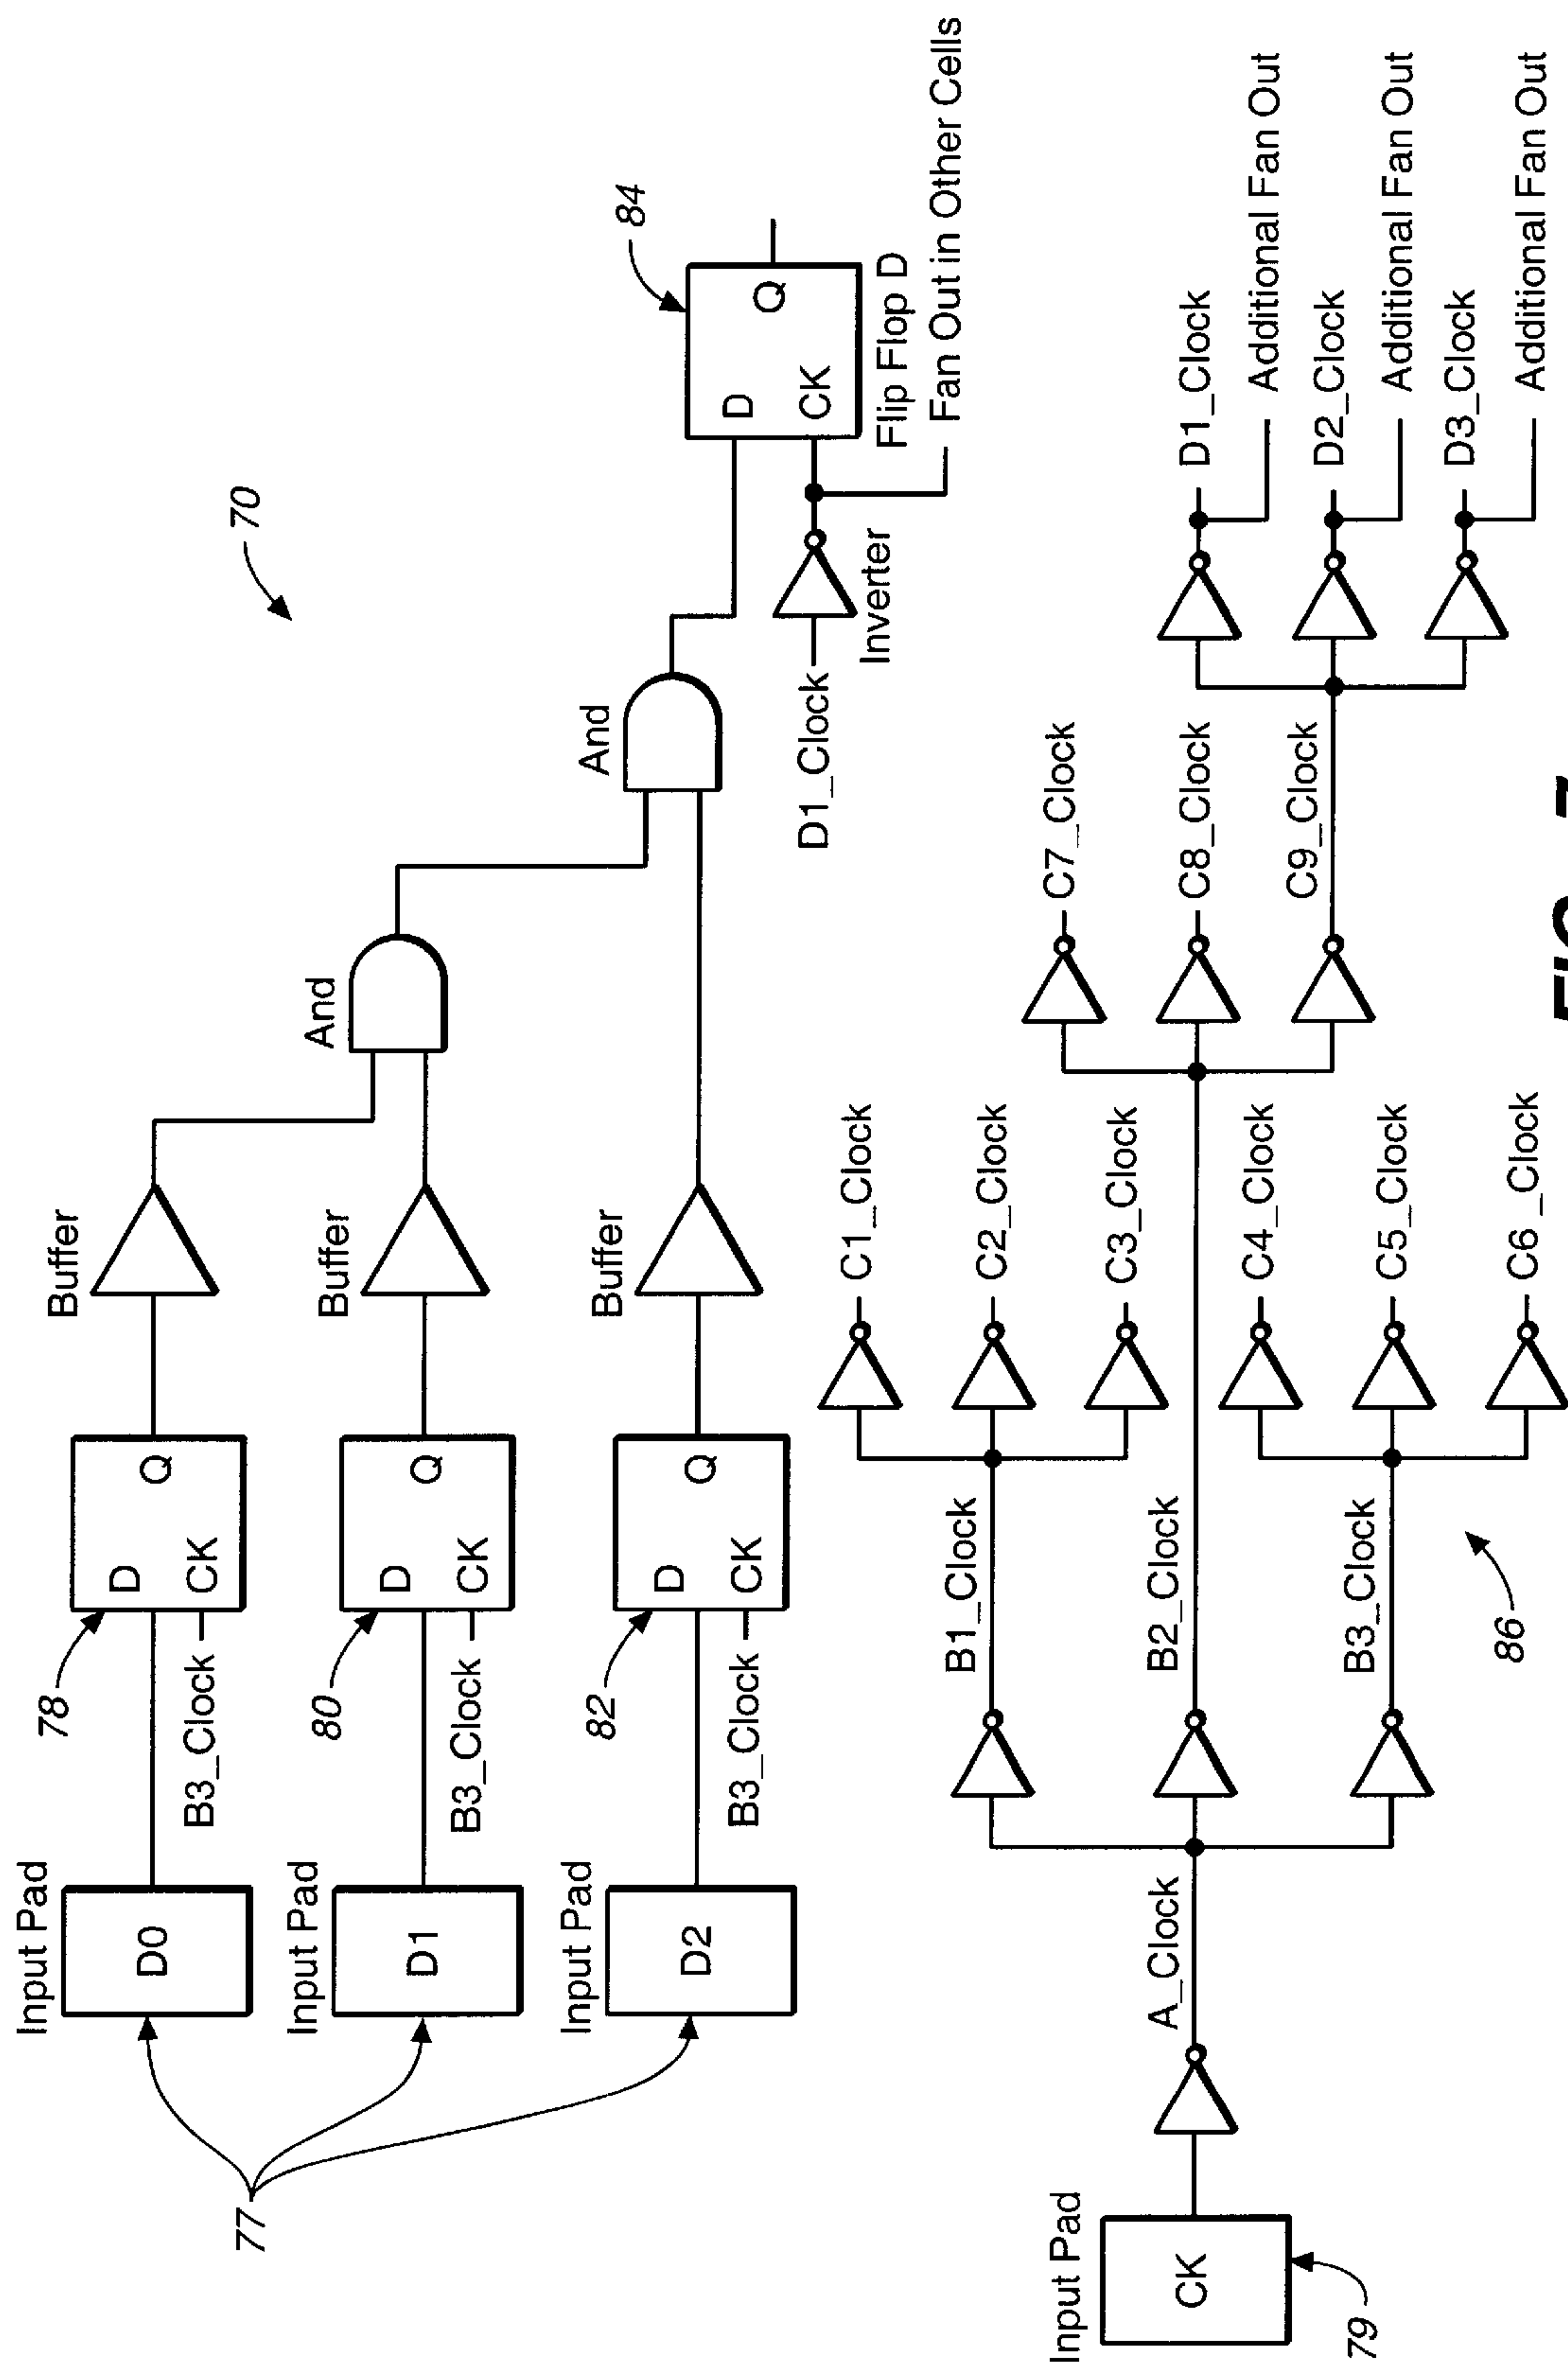 70
Input Pad
D0
77
78
D
Q
CK
B3_Clock
Buffer
And
Input Pad
D1
80
D
Q
CK
B3_Clock
Buffer
And
Input Pad
D2
82
D
Q
CK
B3_Clock
Buffer
84
D
Q
CK
Flip Flop D
Fan Out in Other Cells
D1_Clock
Inverter
Input Pad
CK
79
A_Clock
B1_Clock
B2_Clock
B3_Clock
86
C1_Clock
C2_Clock
C3_Clock
C4_Clock
C5_Clock
C6_Clock
C7_Clock
C8_Clock
C9_Clock
D1_Clock
Additional Fan Out
D2_Clock
Additional Fan Out
D3_Clock
Additional Fan Out